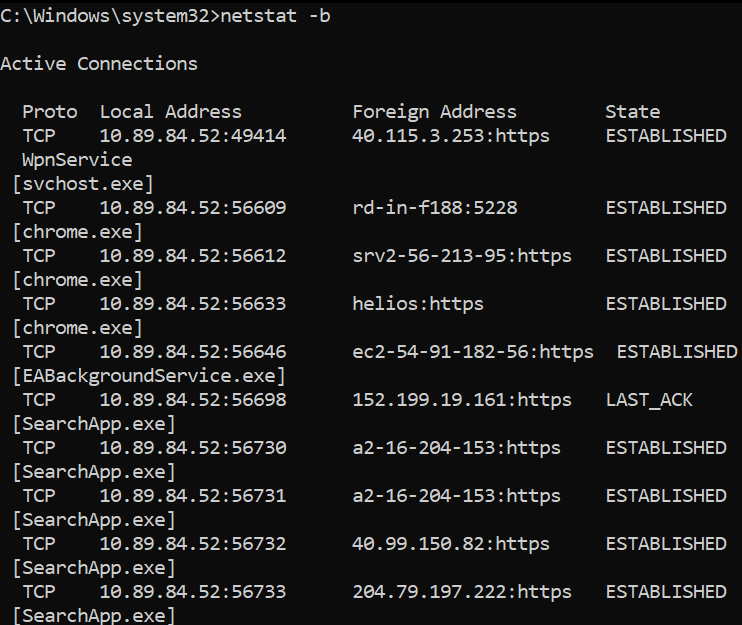 C:\Windows\system32>netstat -b
Active Connections
Proto  Local Address          Foreign Address        State
TCP    10.89.84.52:49414      40.115.3.253:https     ESTABLISHED
WpnService
[svchost.exe]
TCP    10.89.84.52:56609      rd-in-f188:5228        ESTABLISHED
[chrome.exe]
TCP    10.89.84.52:56612      srv2-56-213-95:https   ESTABLISHED
[chrome.exe]
TCP    10.89.84.52:56633      helios:https           ESTABLISHED
[chrome.exe]
TCP    10.89.84.52:56646      ec2-54-91-182-56:https  ESTABLISHED
[EABackgroundService.exe]
TCP    10.89.84.52:56698      152.199.19.161:https   LAST_ACK
[SearchApp.exe]
TCP    10.89.84.52:56730      a2-16-204-153:https    ESTABLISHED
[SearchApp.exe]
TCP    10.89.84.52:56731      a2-16-204-153:https    ESTABLISHED
[SearchApp.exe]
TCP    10.89.84.52:56732      40.99.150.82:https     ESTABLISHED
[SearchApp.exe]
TCP    10.89.84.52:56733      204.79.197.222:https   ESTABLISHED
[SearchApp.exe]